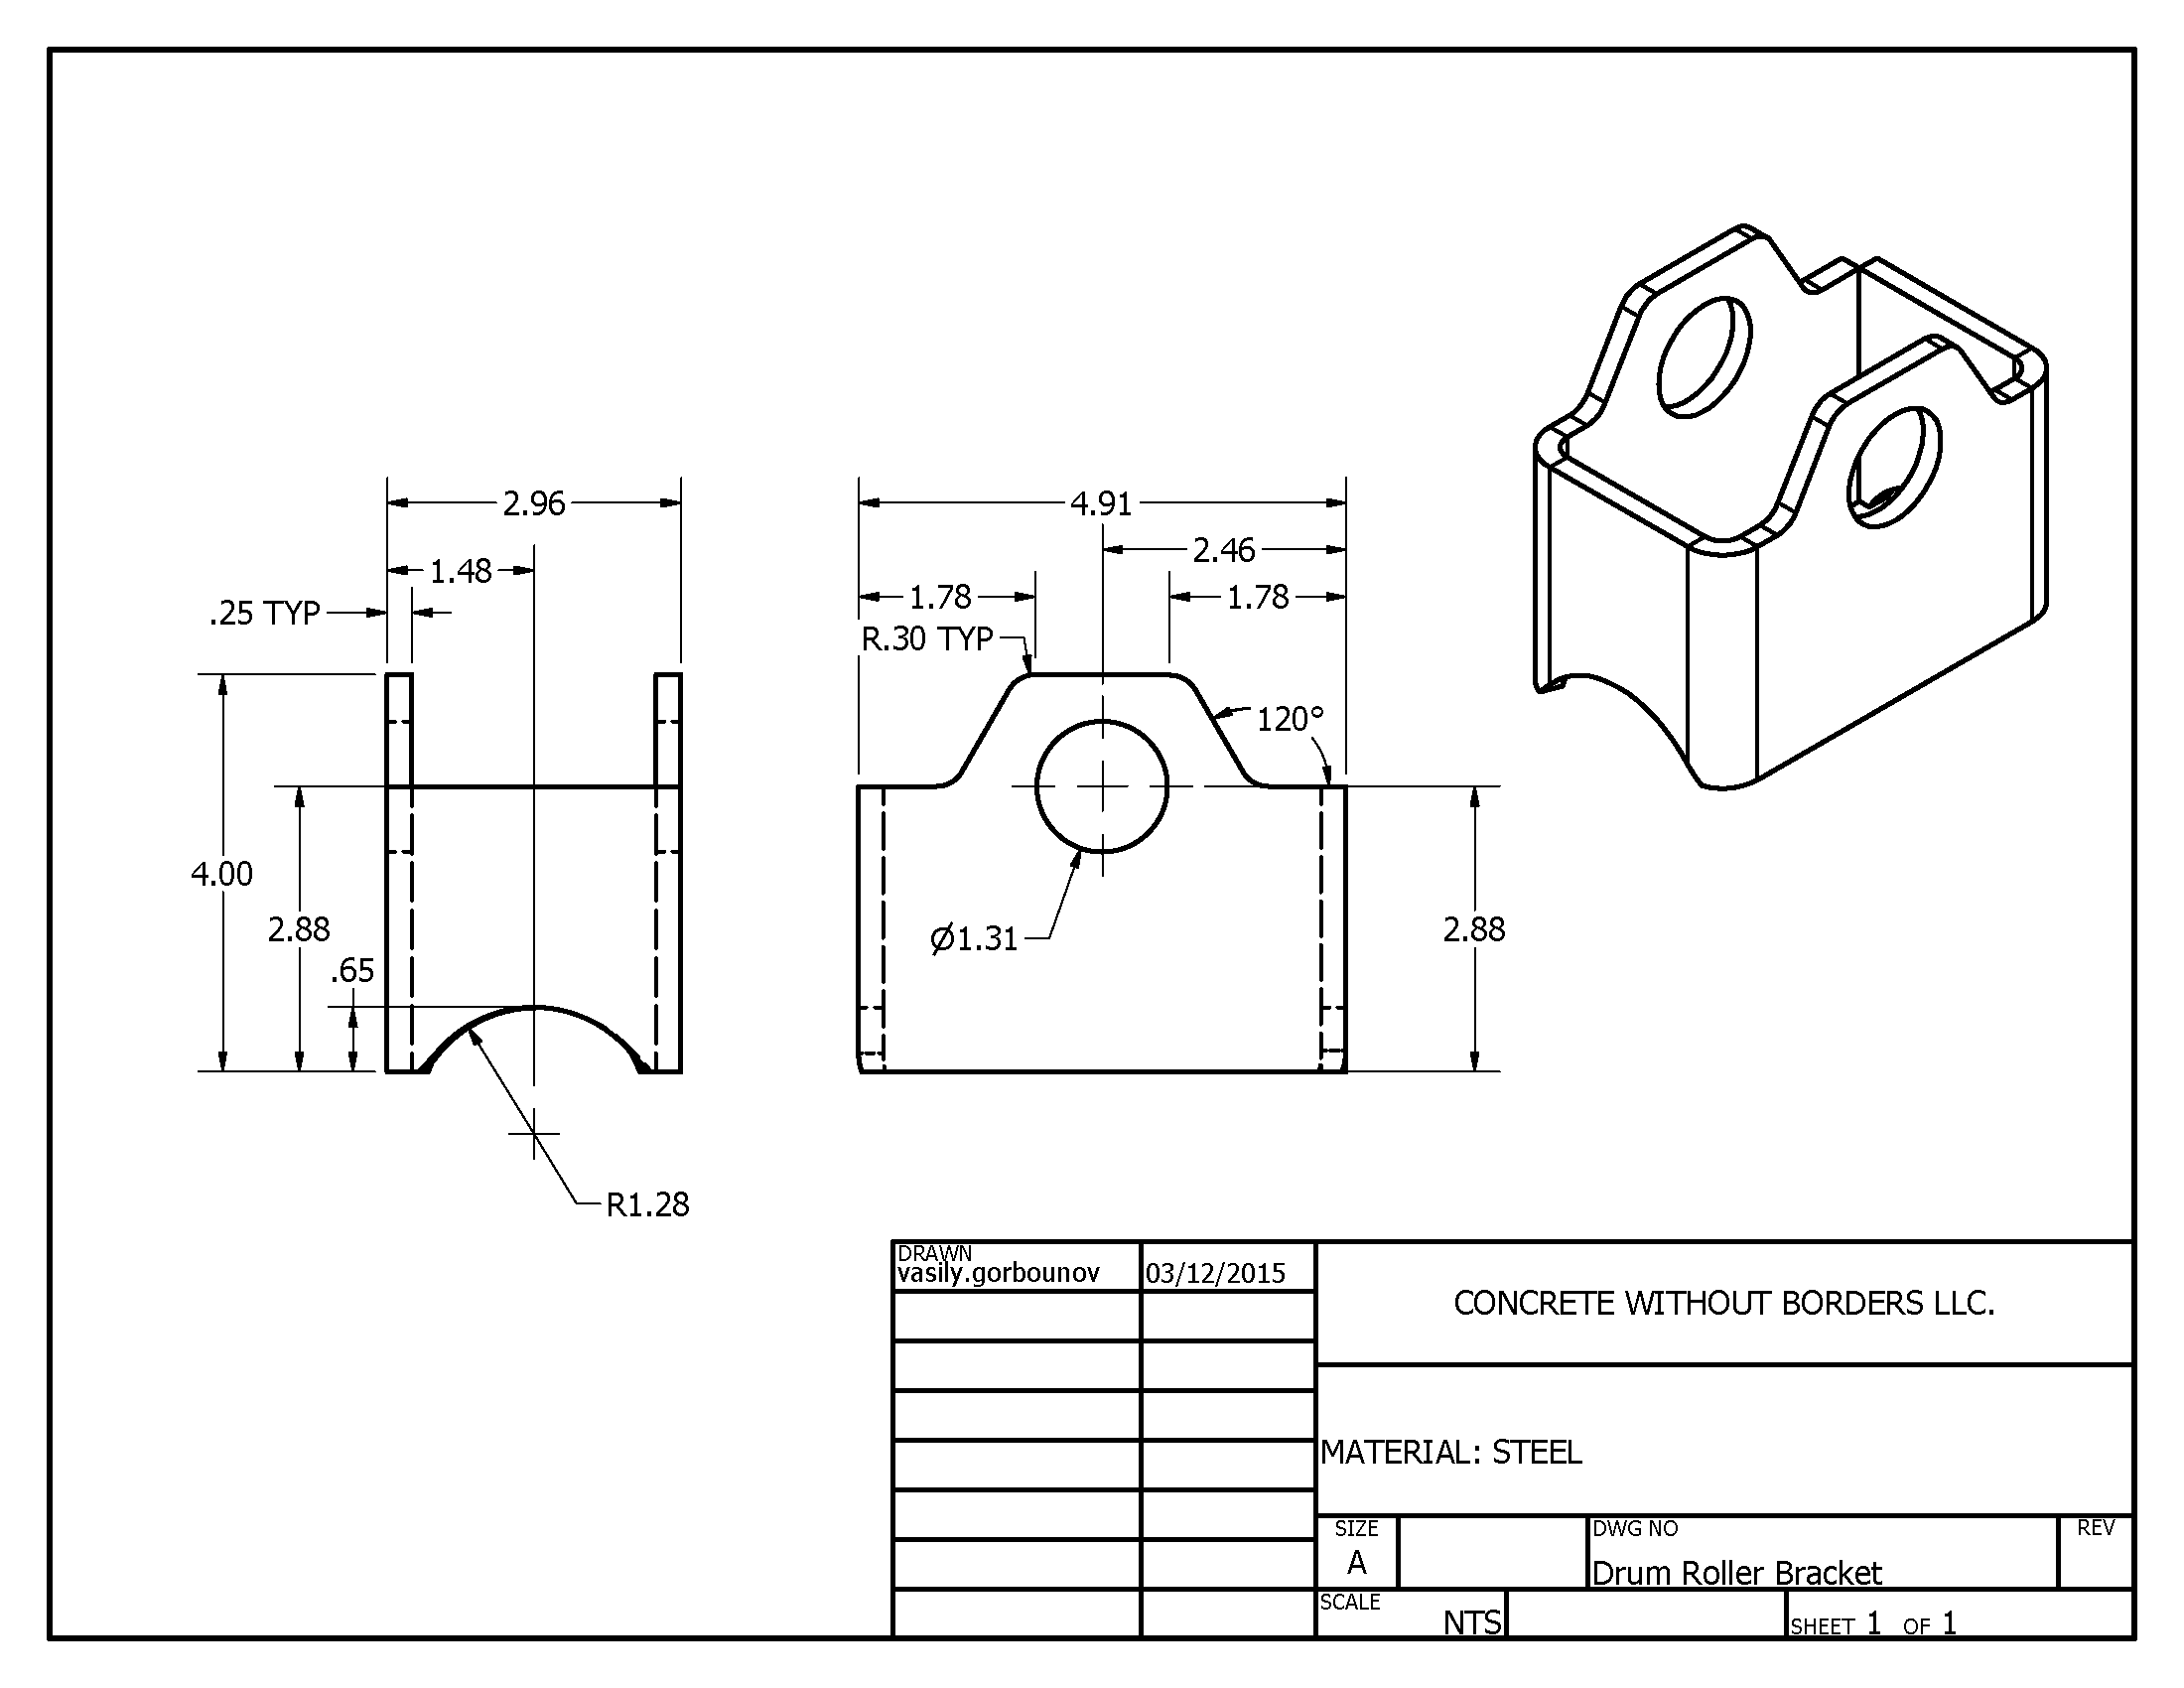 2.96
1.48
.25 TYP
4.00
2.88
.65
R1.28
4.91
2.46
1.78
1.78
R.30 TYP
120°
Ø1.31
2.88
DRAWN
vasily.gorbounov
03/12/2015
CONCRETE WITHOUT BORDERS LLC.
MATERIAL: STEEL
SIZE
A
DWG NO
Drum Roller Bracket
REV
SCALE
NTS
SHEET 1 OF 1